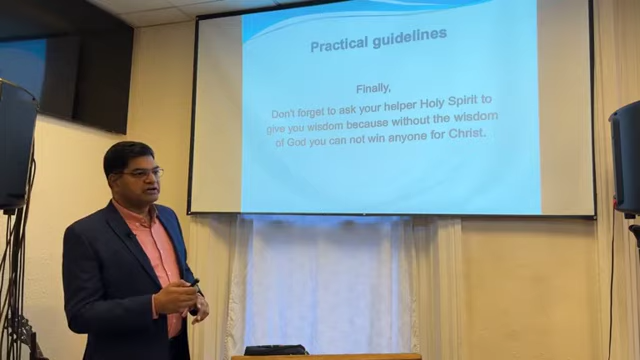 Practical guidelines
Finally,
Don't forget to ask your helper Holy Spirit to
give you wisdom because without the wisdom
of God you can not win anyone for Christ.